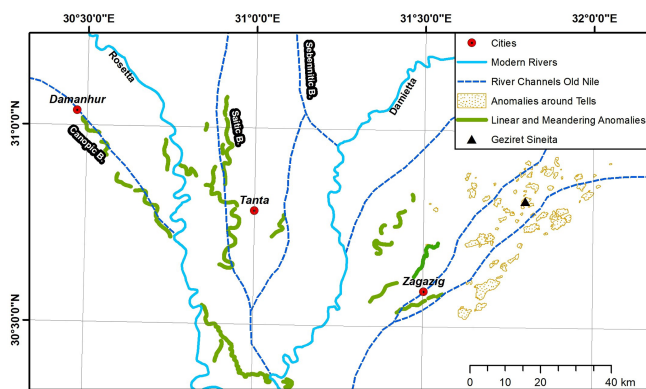 30°30'0"E
31°0'0"E
31°30'0"E
32°0'0"E
31°0'0"N
30°30'0"N
Rosetta
Damietta
Sebennitic B.
Saitic B.
Canopic B.
Damanhur
Tanta
Zagazig
Cities
Modern Rivers
River Channels Old Nile
Anomalies around Tells
Linear and Meandering Anomalies
Geziret Sineita
0 10 20 40 km